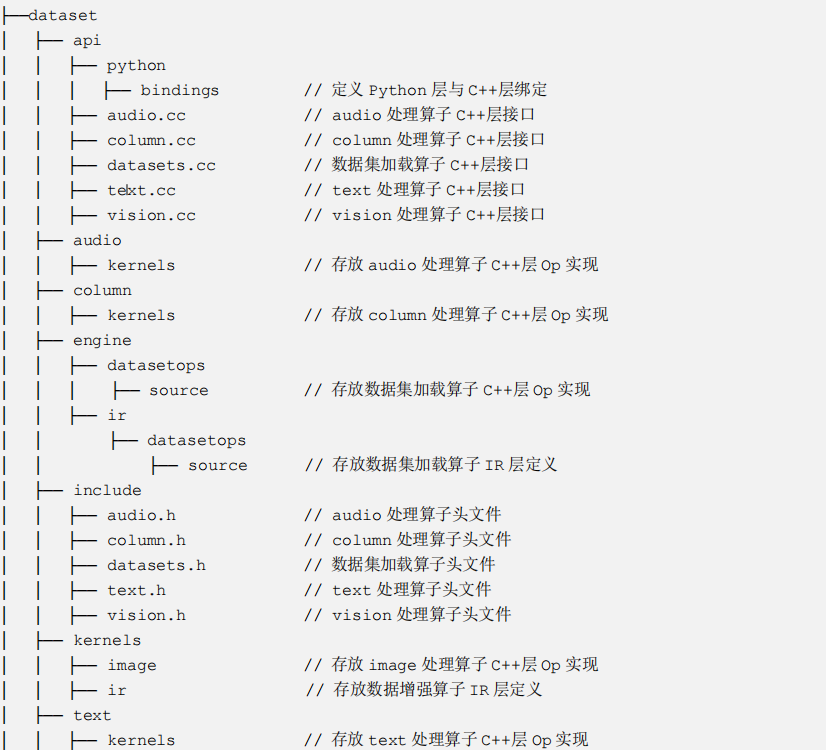 ├──dataset
│   ├── api
│   │   ├── python
│   │   │   ├── bindings         // 定义 Python 层与 C++层绑定
│   │   ├── audio.cc             // audio 处理算子 C++层接口
│   │   ├── column.cc            // column 处理算子 C++层接口
│   │   ├── datasets.cc          // 数据集加载算子 C++层接口
│   │   ├── text.cc              // text 处理算子 C++层接口
│   │   ├── vision.cc            // vision 处理算子 C++层接口
│   ├── audio
│   │   ├── kernels              // 存放 audio 处理算子 C++层 Op 实现
│   ├── column
│   │   ├── kernels              // 存放 column 处理算子 C++层 Op 实现
│   ├── engine
│   │   ├── datasetops
│   │   │    ├── source          // 存放数据集加载算子 C++层 Op 实现
│   │   ├── ir
│   │        ├── datasetops
│   │             ├── source     // 存放数据集加载算子 IR 层定义
│   ├── include
│   │   ├── audio.h              // audio 处理算子头文件
│   │   ├── column.h             // column 处理算子头文件
│   │   ├── datasets.h           // 数据集加载算子头文件
│   │   ├── text.h               // text 处理算子头文件
│   │   ├── vision.h             // vision 处理算子头文件
│   ├── kernels
│   │   ├── image                // 存放 image 处理算子 C++层 Op 实现
│   │   ├── ir                   // 存放数据增强算子 IR 层定义
│   ├── text
│   │   ├── kernels              // 存放 text 处理算子 C++层 Op 实现